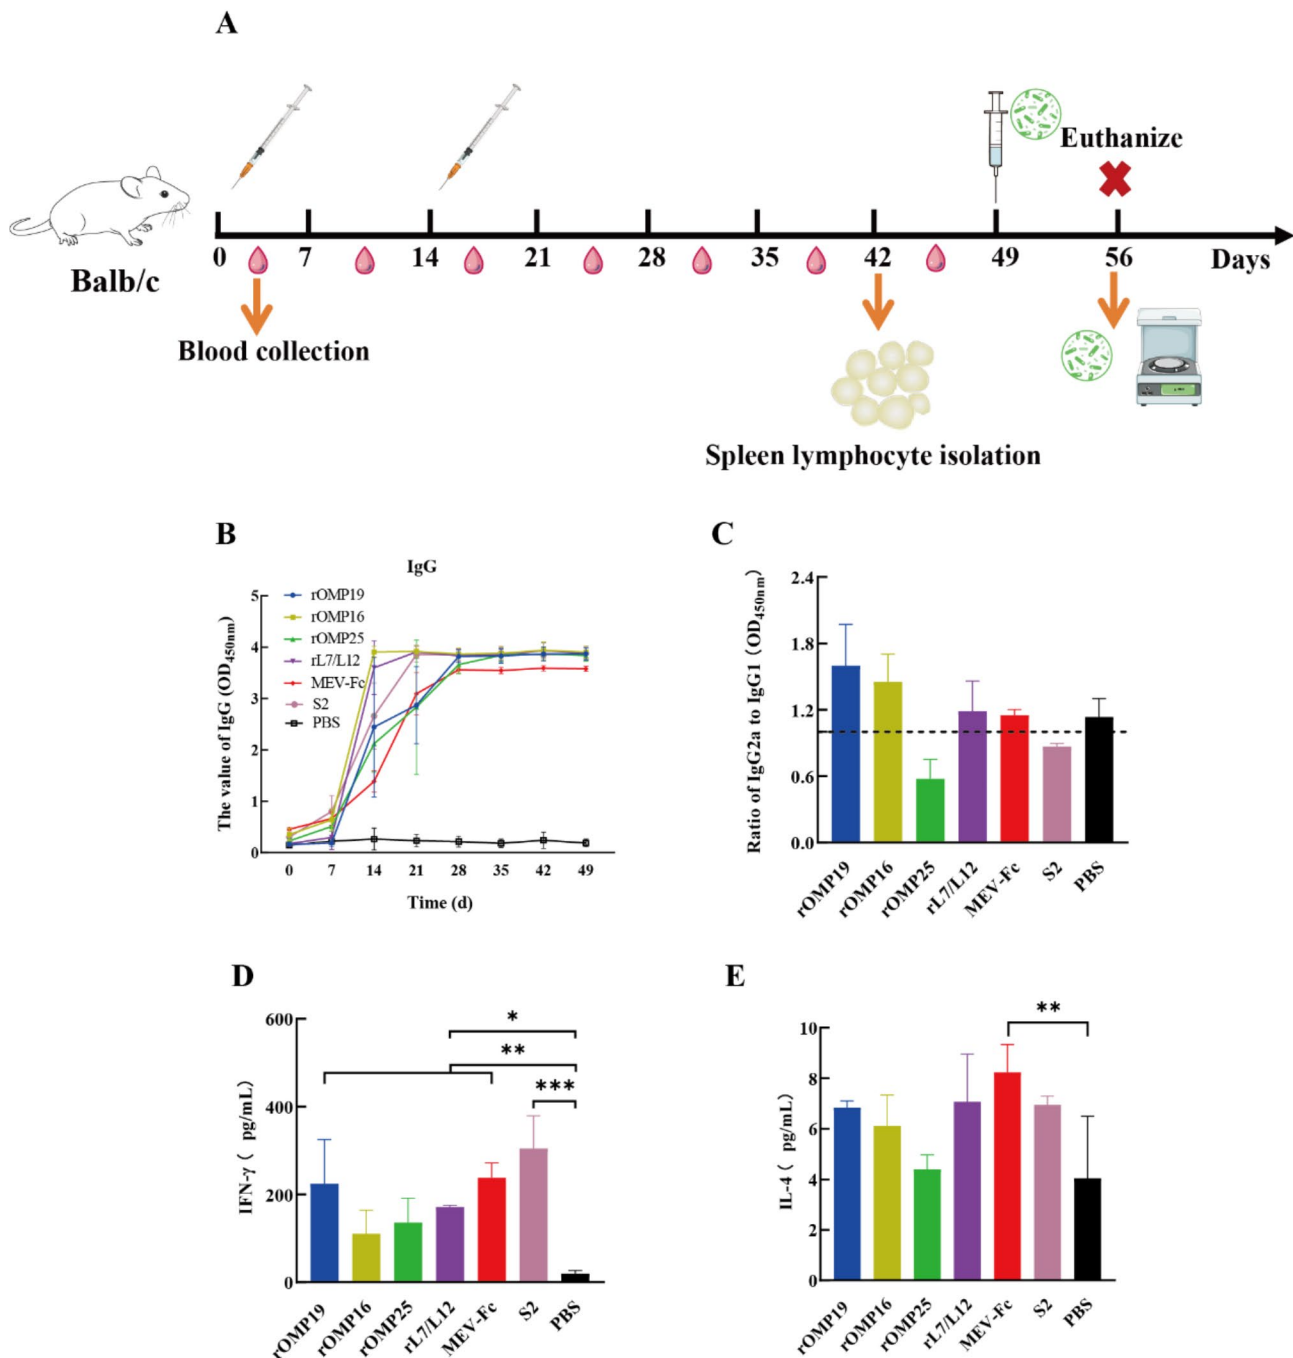 A
Euthanize
Balb/c
0 7 14 21 28 35 42 49 56 Days
Blood collection
Spleen lymphocyte isolation
B
IgG
The value of IgG (OD450nm)
5
4
3
2
1
0
rOMP19
rOMP16
rOMP25
rL7/L12
MEV-Fc
S2
PBS
0 7 14 21 28 35 42 49
Time (d)
C
Ratio of IgG2a to IgG1 (OD450nm)
2.4
1.8
1.2
0.6
0.0
rOMP19 rOMP16 rOMP25 rL7/L12 MEV-Fc S2 PBS
D
IFN-γ ( pg/mL)
600
400
200
0
*
**
***
rOMP19 rOMP16 rOMP25 rL7/L12 MEV-Fc S2 PBS
E
IL-4 ( pg/mL)
10
8
6
4
2
0
**
rOMP19 rOMP16 rOMP25 rL7/L12 MEV-Fc S2 PBS